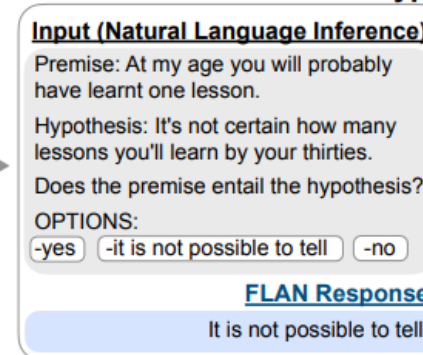 Input (Natural Language Inference)
Premise: At my age you will probably
have learnt one lesson.
Hypothesis: It's not certain how many
lessons you'll learn by your thirties.
Does the premise entail the hypothesis?
OPTIONS:
-yes -it is not possible to tell -no
FLAN Response
It is not possible to tell